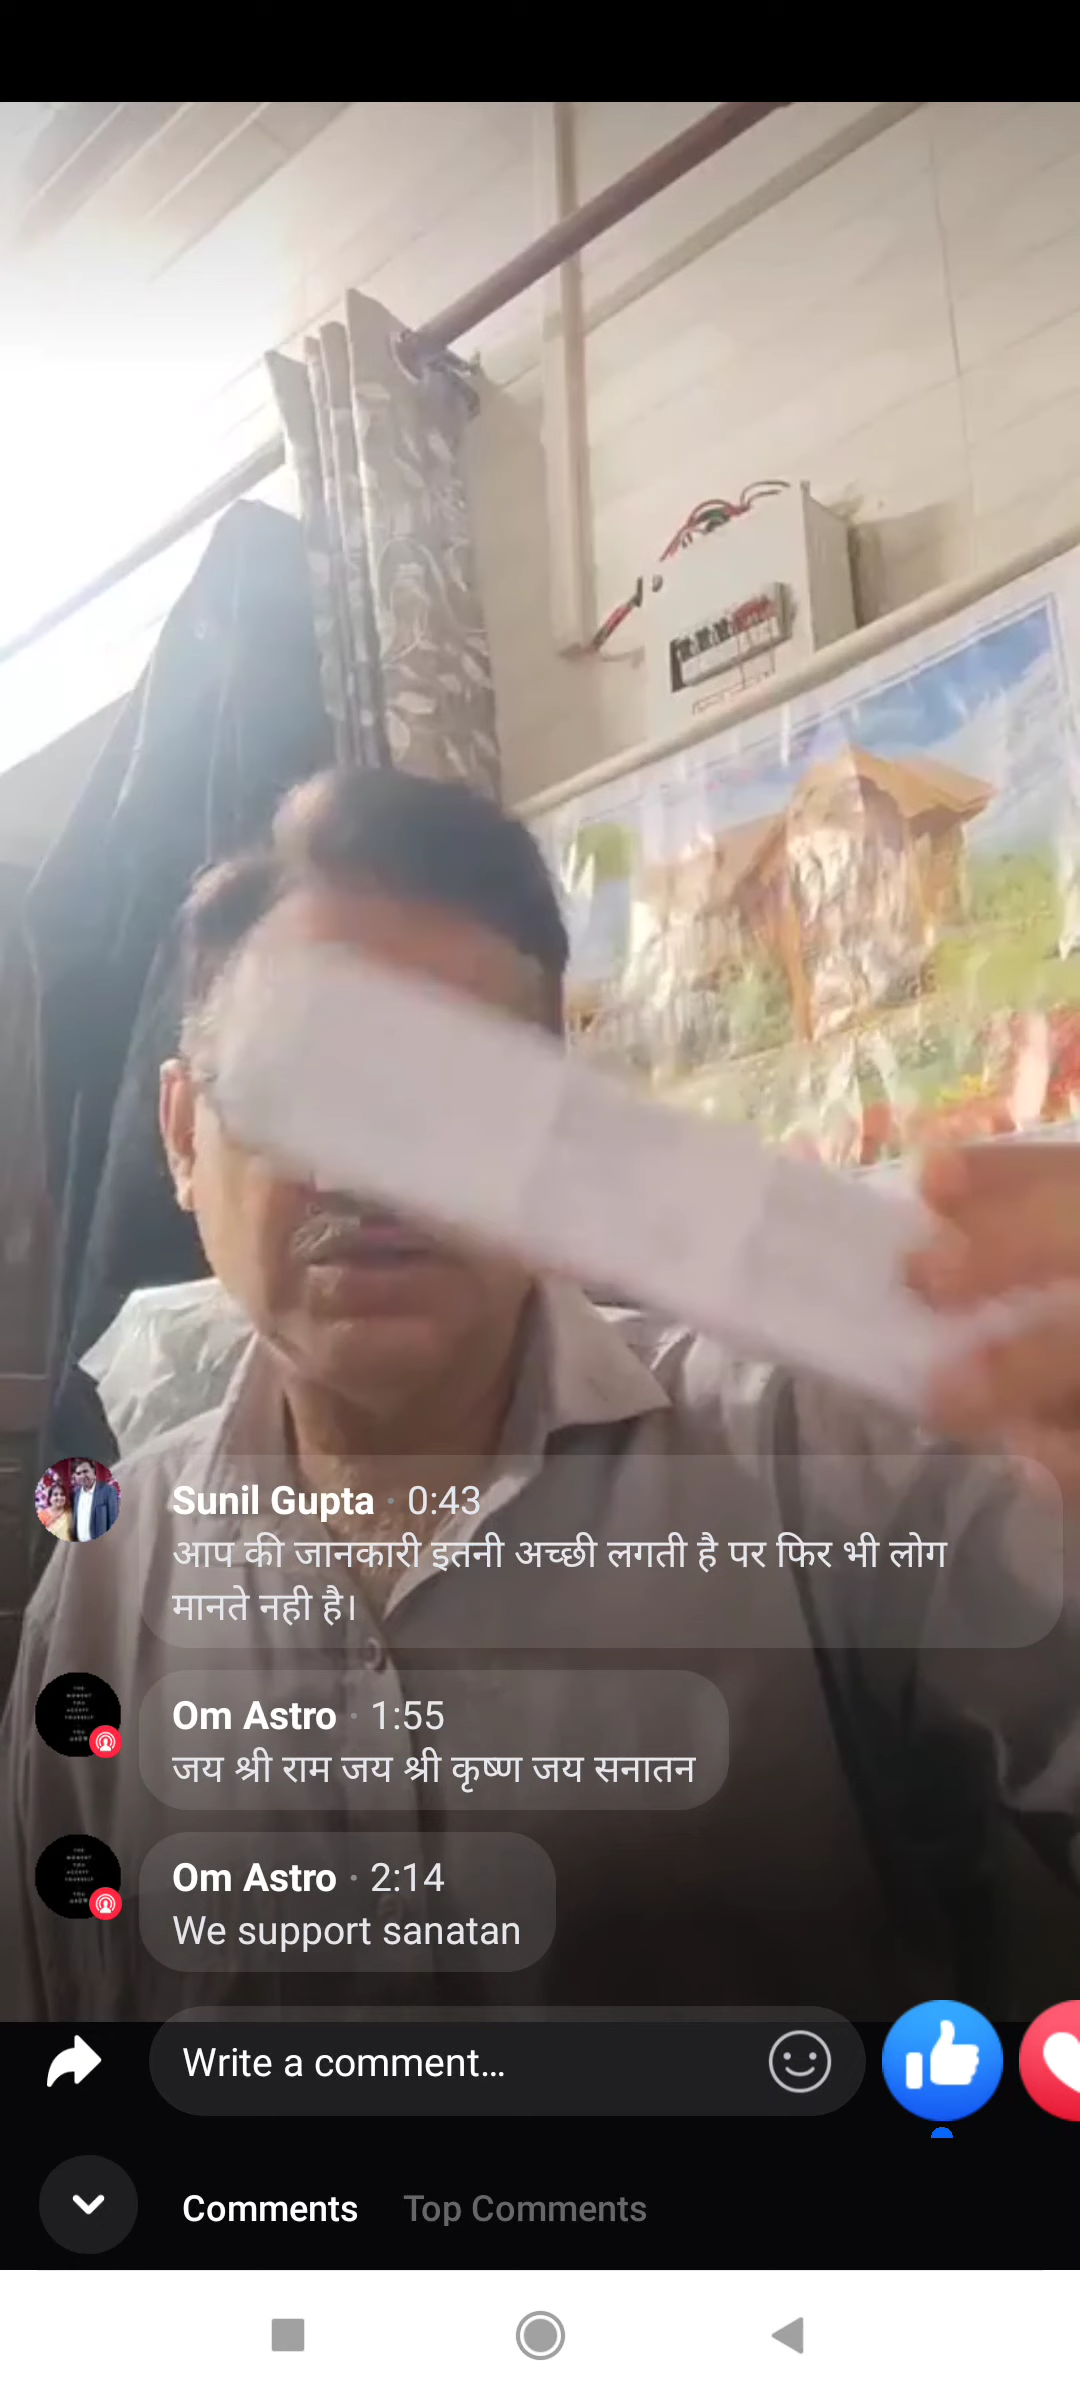 Sunil Gupta · 0:43
आप की जानकारी इतनी अच्छी लगती है पर फिर भी लोग
मानते नही है।
Om Astro · 1:55
जय श्री राम जय श्री कृष्ण जय सनातन
Om Astro · 2:14
We support sanatan
Write a comment...
Comments Top Comments